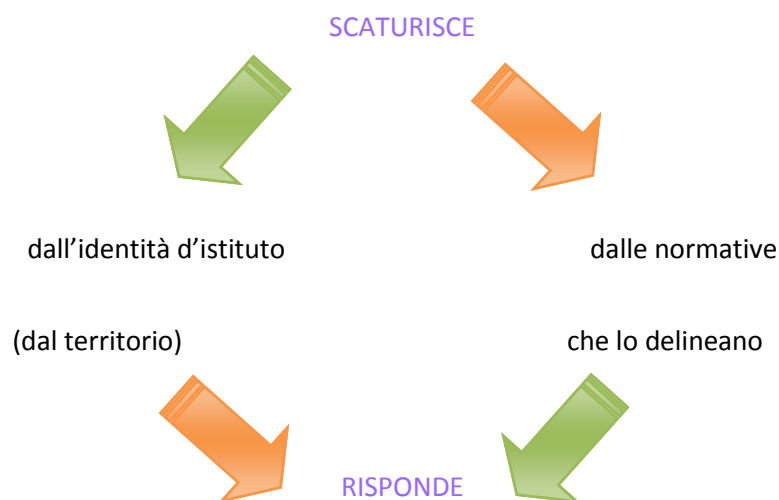 SCATURISCE
dall’identità d’istituto
dalle normative
(dal territorio)
che lo delineano
RISPONDE